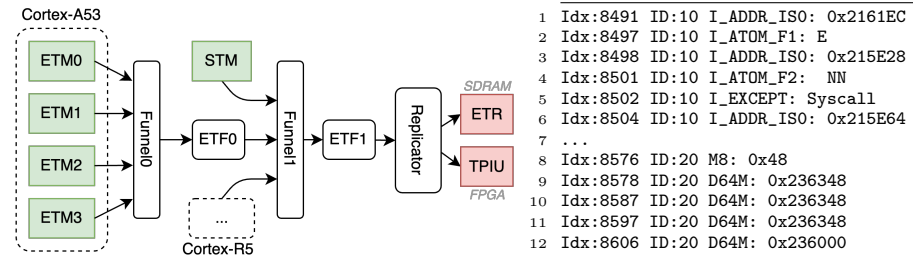 Cortex-A53
ETM0
ETM1
ETM2
ETM3
Funnel0
STM
ETF0
...
Cortex-R5
Funnel1
ETF1
Replicator
SDRAM
ETR
TPIU
FPGA
1 Idx:8491 ID:10 I_ADDR_IS0: 0x2161EC
2 Idx:8497 ID:10 I_ATOM_F1: E
3 Idx:8498 ID:10 I_ADDR_IS0: 0x215E28
4 Idx:8501 ID:10 I_ATOM_F2:  NN
5 Idx:8502 ID:10 I_EXCEPT: Syscall
6 Idx:8504 ID:10 I_ADDR_IS0: 0x215E64
7 ...
8 Idx:8576 ID:20 M8: 0x48
9 Idx:8578 ID:20 D64M: 0x236348
10 Idx:8587 ID:20 D64M: 0x236348
11 Idx:8597 ID:20 D64M: 0x236348
12 Idx:8606 ID:20 D64M: 0x236000